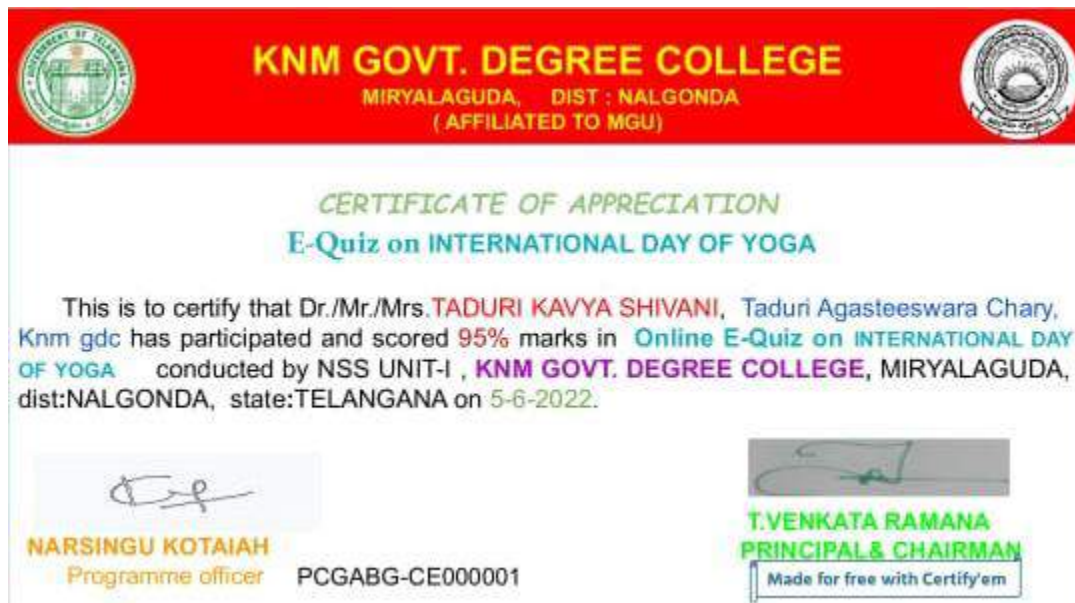 KNM GOVT. DEGREE COLLEGE
MIRYALAGUDA, DIST : NALGONDA
( AFFILIATED TO MGU)
GOVERNMENT OF TELANGANA
CERTIFICATE OF APPRECIATION
E-Quiz on INTERNATIONAL DAY OF YOGA
This is to certify that Dr./Mr./Mrs.TADURI KAVYA SHIVANI, Taduri Agasteeswara Chary,
Knm gdc has participated and scored 95% marks in Online E-Quiz on INTERNATIONAL DAY
OF YOGA conducted by NSS UNIT-I , KNM GOVT. DEGREE COLLEGE, MIRYALAGUDA,
dist:NALGONDA, state:TELANGANA on 5-6-2022.
NARSINGU KOTAIAH
Programme officer
PCGABG-CE000001
T.VENKATA RAMANA
PRINCIPAL& CHAIRMAN
Made for free with Certify'em